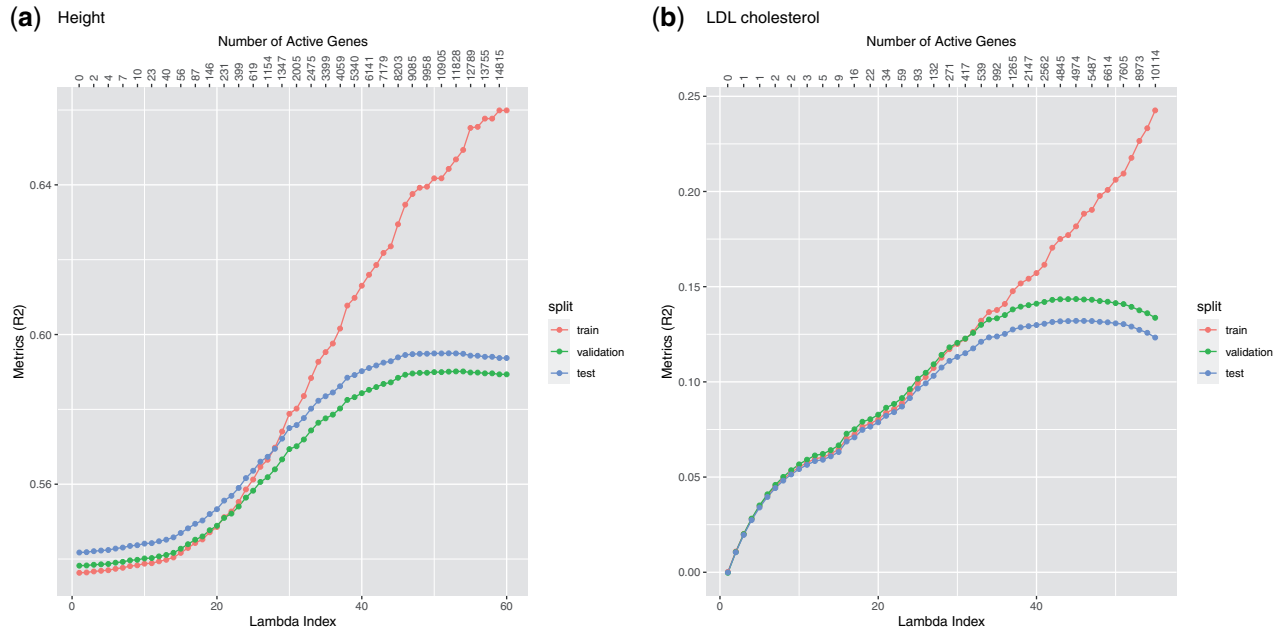 (a) Height
Number of Active Genes
0 2 4 7 10 23 40 56 87 146 231 399 619 1154 1347 2005 2475 3399 4059 5340 6141 7179 8203 9085 9958 10905 11828 12789 13755 14815
0.64
0.60
0.56
Metrics (R2)
0 20 40 60
Lambda Index
split
train
validation
test
(b) LDL cholesterol
Number of Active Genes
0 1 1 2 2 3 5 9 16 22 34 59 93 132 271 417 539 992 1265 2147 2562 4845 4974 5487 6614 7605 8973 10114
0.25
0.20
0.15
0.10
0.05
0.00
Metrics (R2)
0 20 40
Lambda Index
split
train
validation
test